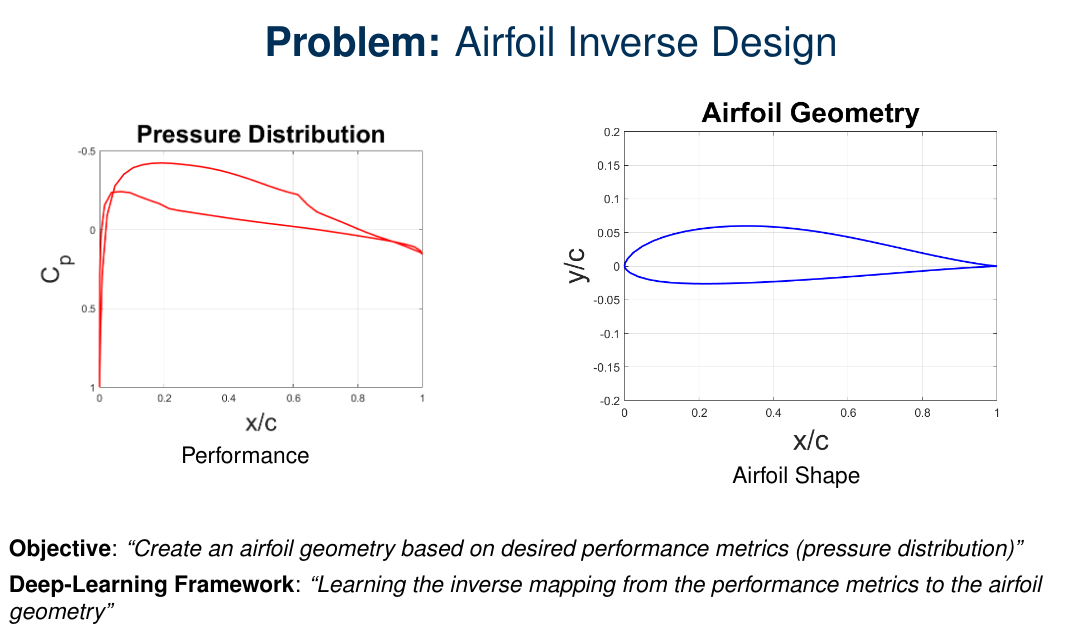 Problem: Airfoil Inverse Design
Pressure Distribution
-0.5
0
0.5
1
C_p
0 0.2 0.4 0.6 0.8 1
x/c
Performance
Airfoil Geometry
0.2
0.15
0.1
0.05
0
-0.05
-0.1
-0.15
-0.2
y/c
0 0.2 0.4 0.6 0.8 1
x/c
Airfoil Shape
Objective: “Create an airfoil geometry based on desired performance metrics (pressure distribution)”
Deep-Learning Framework: “Learning the inverse mapping from the performance metrics to the airfoil
geometry”